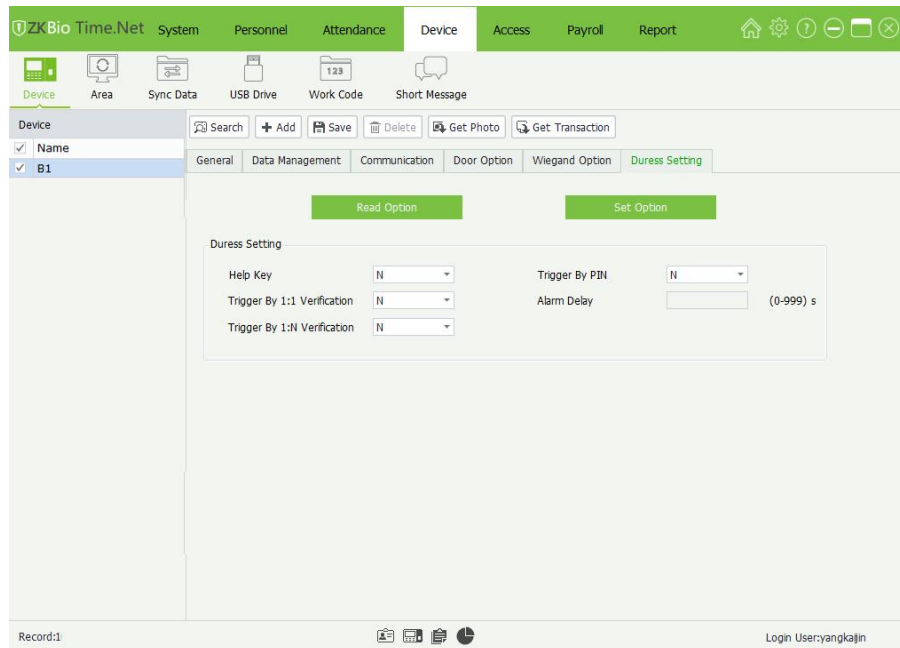 ZKBio Time.Net System Personnel Attendance Device Access Payroll Report
123
Device Area Sync Data USB Drive Work Code Short Message
Device
Search Add Save Delete Get Photo Get Transaction
Name
B1
General Data Management Communication Door Option Wiegand Option Duress Setting
Read Option Set Option
Duress Setting
Help Key N Trigger By PIN N
Trigger By 1:1 Verification N Alarm Delay (0-999) s
Trigger By 1:N Verification N
Record:1 Login User:yangkaijin